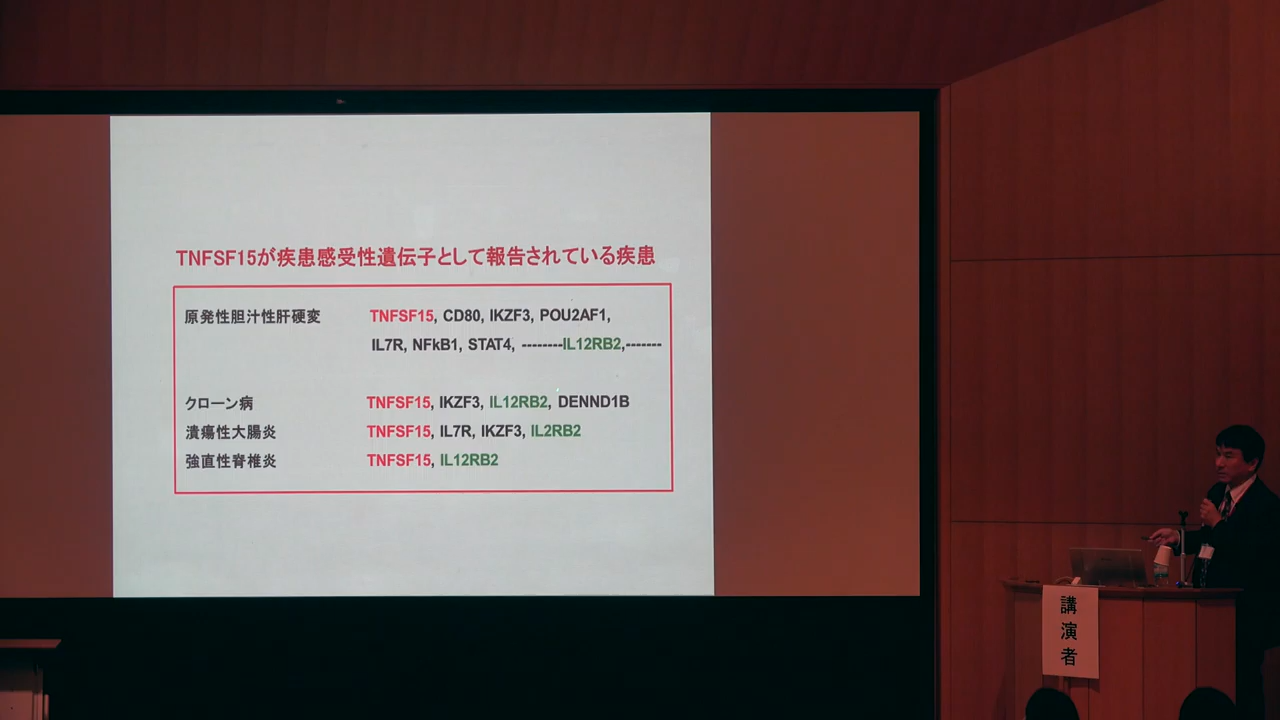 TNFSF15が疾患感受性遺伝子として報告されている疾患
原発性胆汁性肝硬変 TNFSF15, CD80, IKZF3, POU2AF1,
IL7R, NFkB1, STAT4, --------IL12RB2,-------
クローン病 TNFSF15, IKZF3, IL12RB2, DENND1B
潰瘍性大腸炎 TNFSF15, IL7R, IKZF3, IL2RB2
強直性脊椎炎 TNFSF15, IL12RB2
講演者